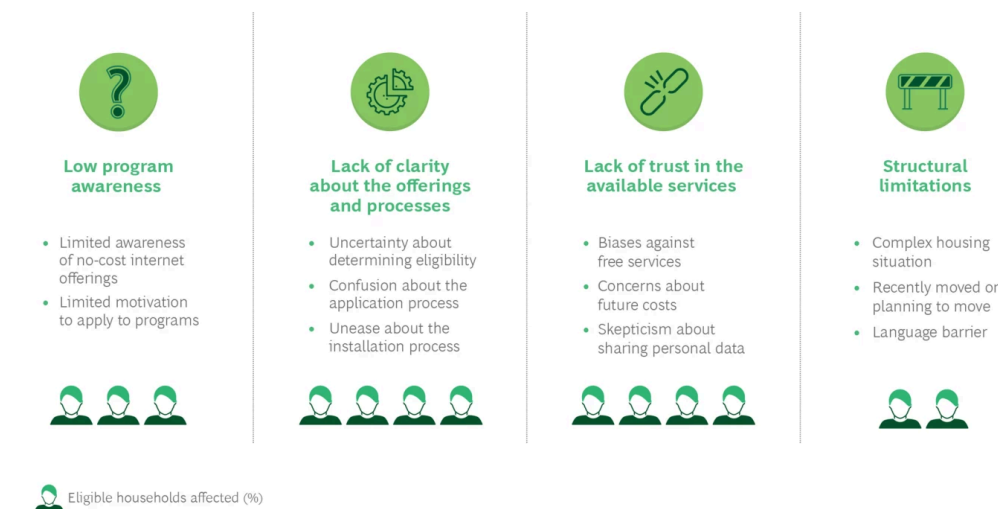 Low program
awareness
• Limited awareness
of no-cost internet
offerings
• Limited motivation
to apply to programs
Lack of clarity
about the offerings
and processes
• Uncertainty about
determining eligibility
• Confusion about the
application process
• Unease about the
installation process
Lack of trust in the
available services
• Biases against
free services
• Concerns about
future costs
• Skepticism about
sharing personal data
Structural
limitations
• Complex housing
situation
• Recently moved or
planning to move
• Language barrier
Eligible households affected (%)